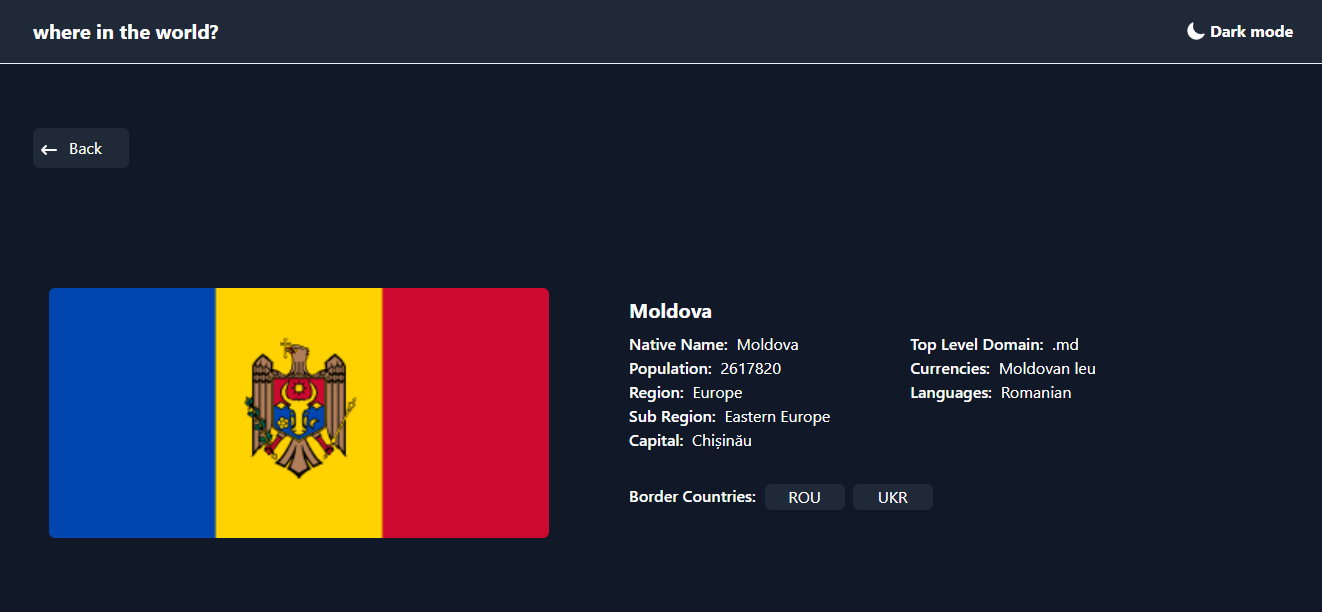 where in the world?
Dark mode
Back
Moldova
Native Name: Moldova
Population: 2617820
Region: Europe
Sub Region: Eastern Europe
Capital: Chișinău
Top Level Domain: .md
Currencies: Moldovan leu
Languages: Romanian
Border Countries: ROU UKR